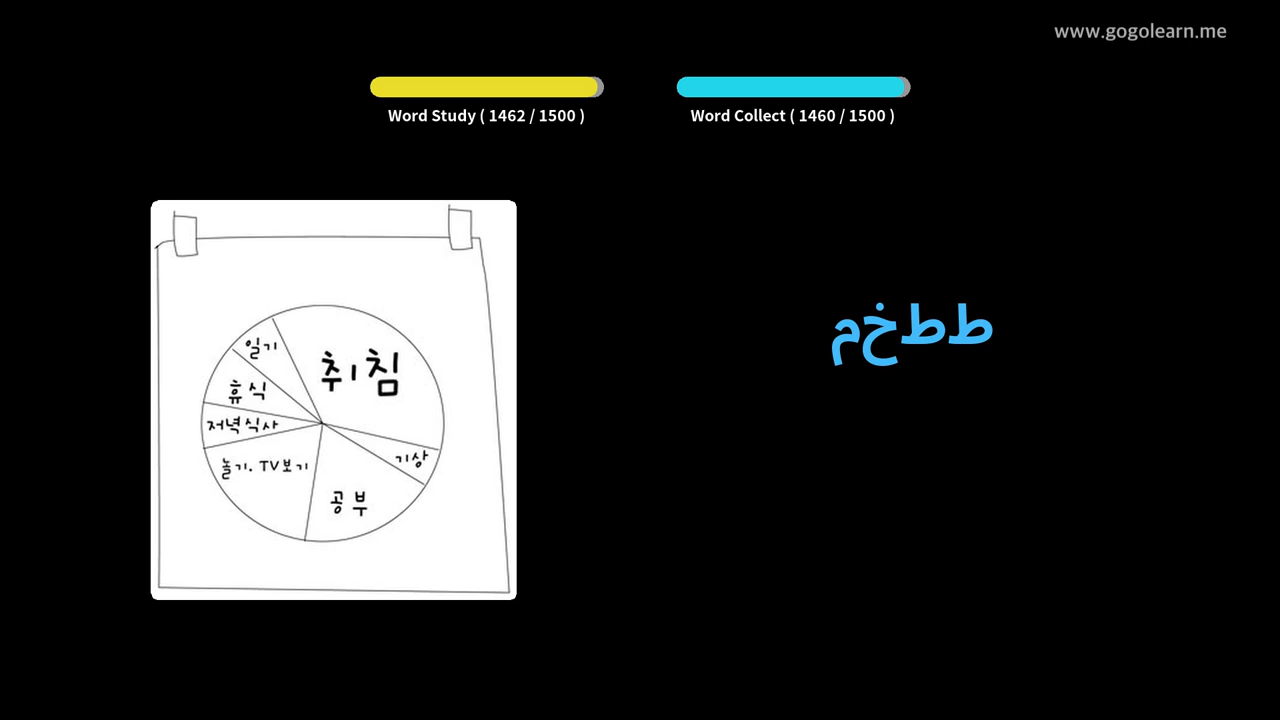 www.gogolearn.me
Word Study ( 1462 / 1500 )
Word Collect ( 1460 / 1500 )
일기
취침
휴식
저녁식사
놀기. TV보기
기상
공부
ططخم